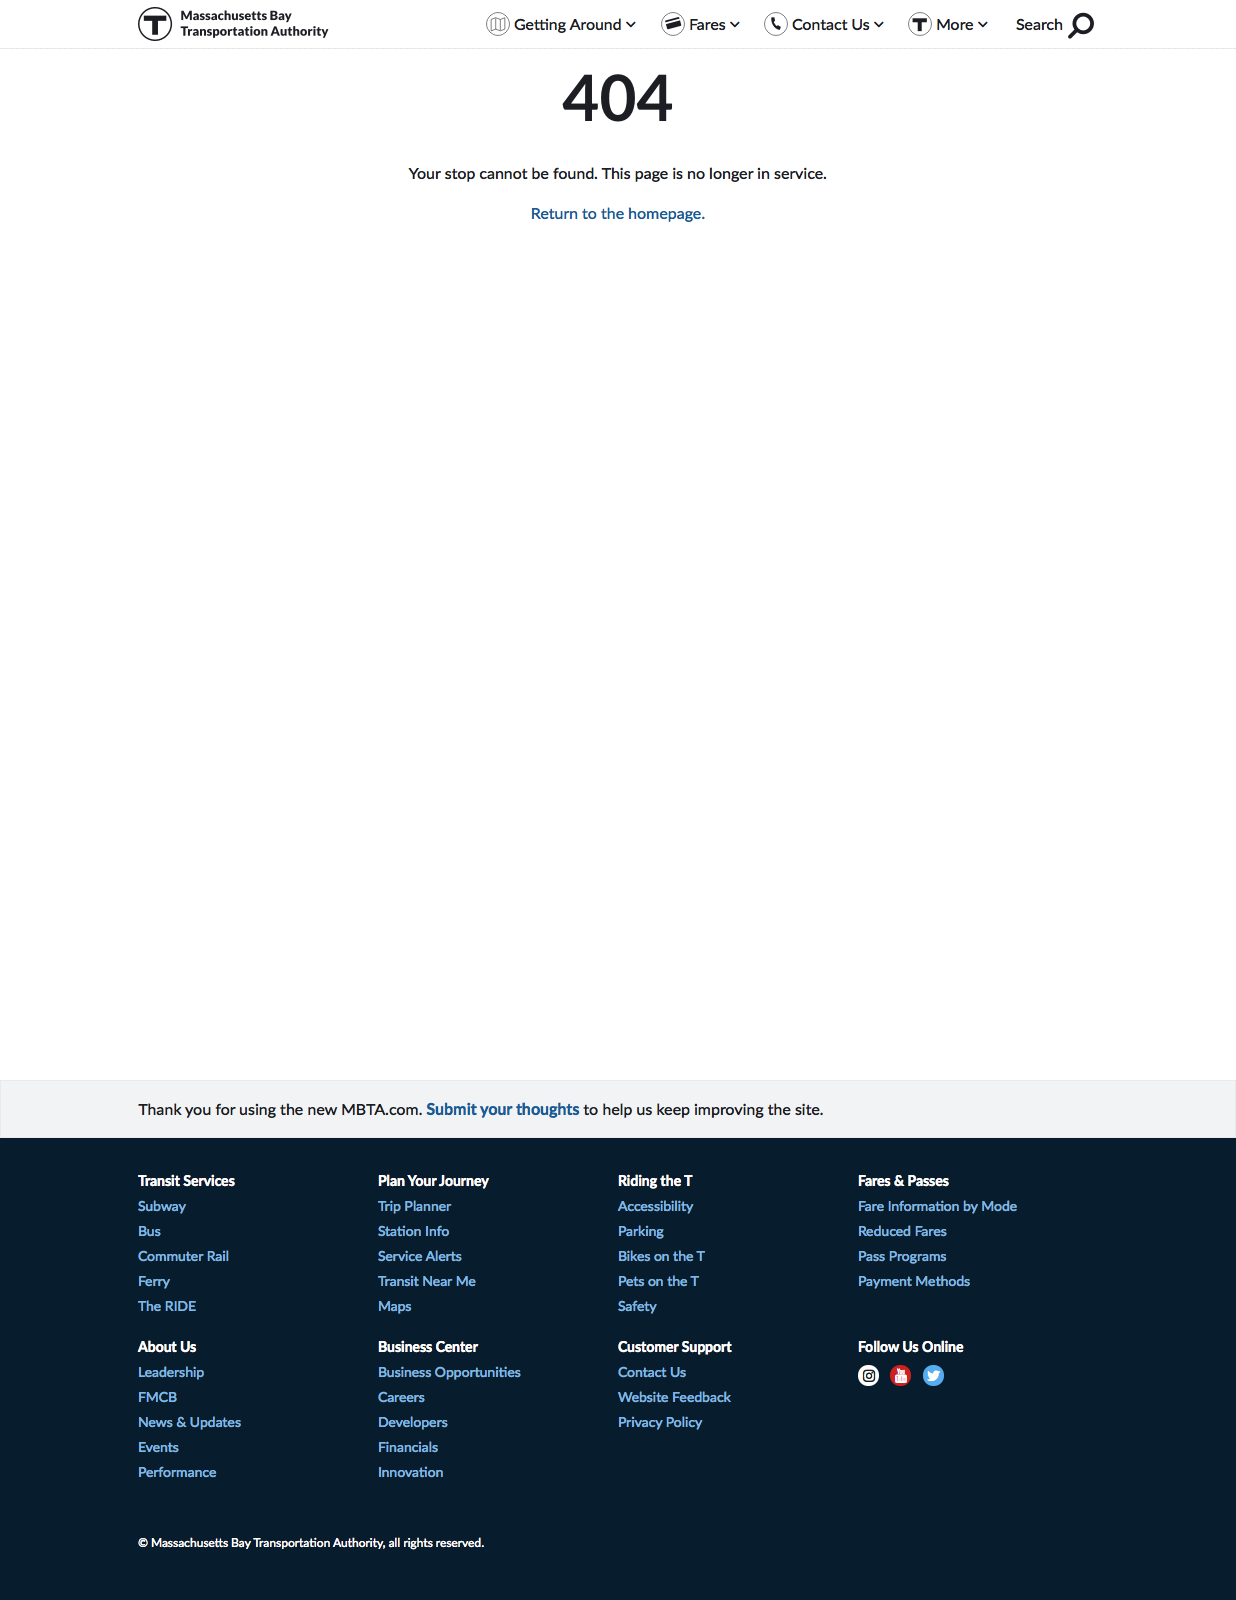 Massachusetts Bay
Transportation Authority
Getting Around
Fares
Contact Us
More
Search
404
Your stop cannot be found. This page is no longer in service.
Return to the homepage.
Thank you for using the new MBTA.com. Submit your thoughts to help us keep improving the site.
Transit Services
Subway
Bus
Commuter Rail
Ferry
The RIDE
Plan Your Journey
Trip Planner
Station Info
Service Alerts
Transit Near Me
Maps
Riding the T
Accessibility
Parking
Bikes on the T
Pets on the T
Safety
Fares & Passes
Fare Information by Mode
Reduced Fares
Pass Programs
Payment Methods
About Us
Leadership
FMCB
News & Updates
Events
Performance
Business Center
Business Opportunities
Careers
Developers
Financials
Innovation
Customer Support
Contact Us
Website Feedback
Privacy Policy
Follow Us Online
© Massachusetts Bay Transportation Authority, all rights reserved.